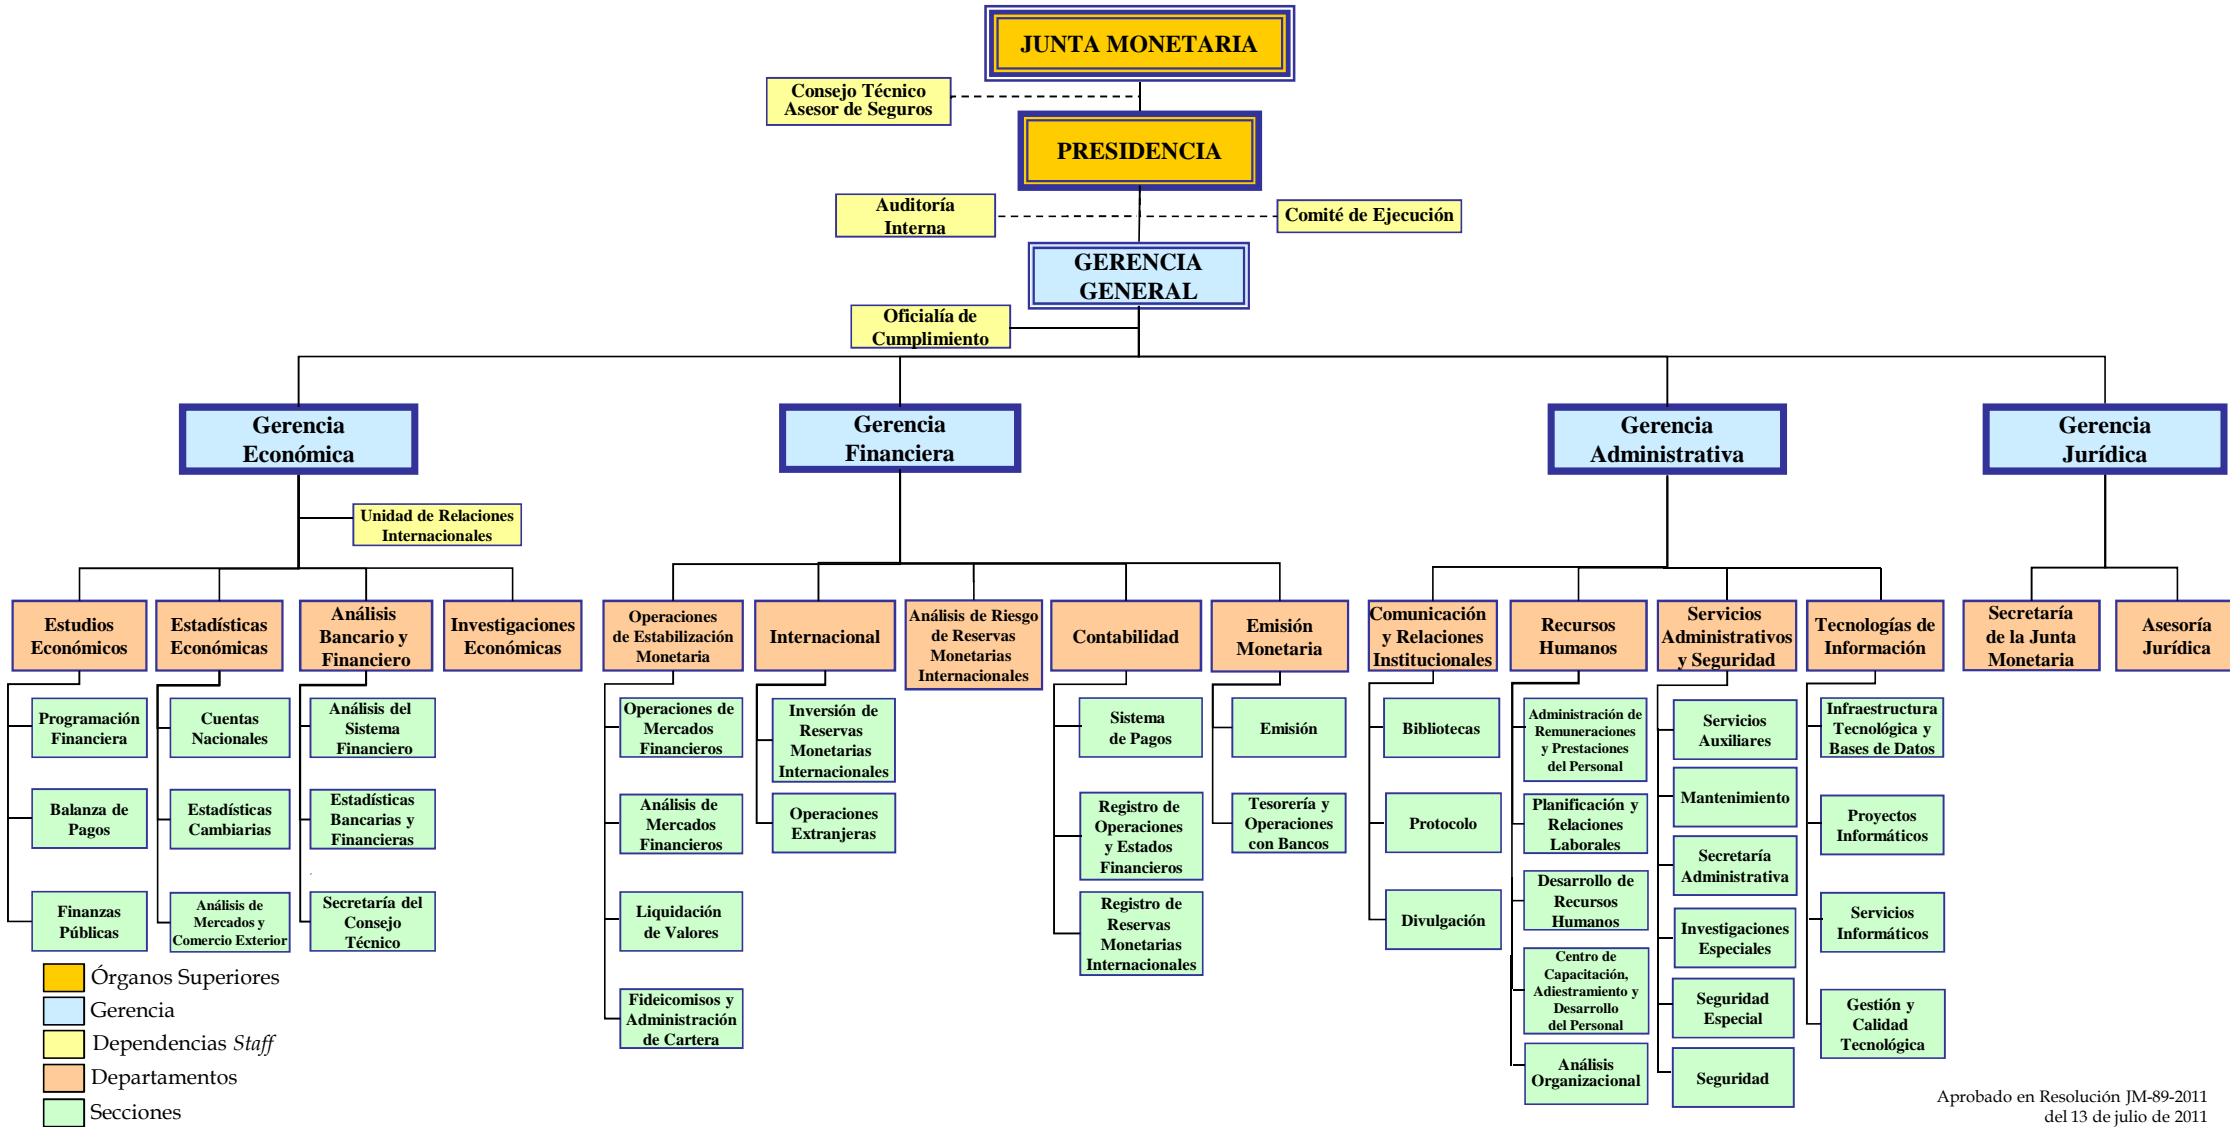 JUNTA MONETARIA
Consejo Técnico
Asesor de Seguros
PRESIDENCIA
Auditoría
Interna
Comité de Ejecución
GERENCIA
GENERAL
Oficialía de
Cumplimiento
Gerencia
Económica
Gerencia
Financiera
Gerencia
Administrativa
Gerencia
Jurídica
Unidad de Relaciones
Internacionales
Estudios
Económicos
Estadísticas
Económicas
Análisis
Bancario y
Financiero
Investigaciones
Económicas
Operaciones
de Estabilización
Monetaria
Internacional
Análisis de Riesgo
de Reservas
Monetarias
Internacionales
Contabilidad
Emisión
Monetaria
Comunicación
y Relaciones
Institucionales
Recursos
Humanos
Servicios
Administrativos
y Seguridad
Tecnologías de
Información
Secretaría
de la Junta
Monetaria
Asesoría
Jurídica
Programación
Financiera
Balanza de
Pagos
Finanzas
Públicas
Cuentas
Nacionales
Estadísticas
Cambiarias
Análisis de
Mercados y
Comercio Exterior
Análisis del
Sistema
Financiero
Estadísticas
Bancarias y
Financieras
Secretaría del
Consejo
Técnico
Operaciones de
Mercados
Financieros
Análisis de
Mercados
Financieros
Liquidación
de Valores
Fideicomisos y
Administración
de Cartera
Inversión de
Reservas
Monetarias
Internacionales
Operaciones
Extranjeras
Sistema
de Pagos
Registro de
Operaciones
y Estados
Financieros
Registro de
Reservas
Monetarias
Internacionales
Emisión
Tesorería y
Operaciones
con Bancos
Bibliotecas
Protocolo
Divulgación
Administración de
Remuneraciones
y Prestaciones
del Personal
Planificación y
Relaciones
Laborales
Desarrollo de
Recursos
Humanos
Centro de
Capacitación,
Adiestramiento y
Desarrollo
del Personal
Análisis
Organizacional
Servicios
Auxiliares
Mantenimiento
Secretaría
Administrativa
Investigaciones
Especiales
Seguridad
Especial
Seguridad
Infraestructura
Tecnológica y
Bases de Datos
Proyectos
Informáticos
Servicios
Informáticos
Gestión y
Calidad
Tecnológica
Órganos Superiores
Gerencia
Dependencias Staff
Departamentos
Secciones
Aprobado en Resolución JM-89-2011
del 13 de julio de 2011